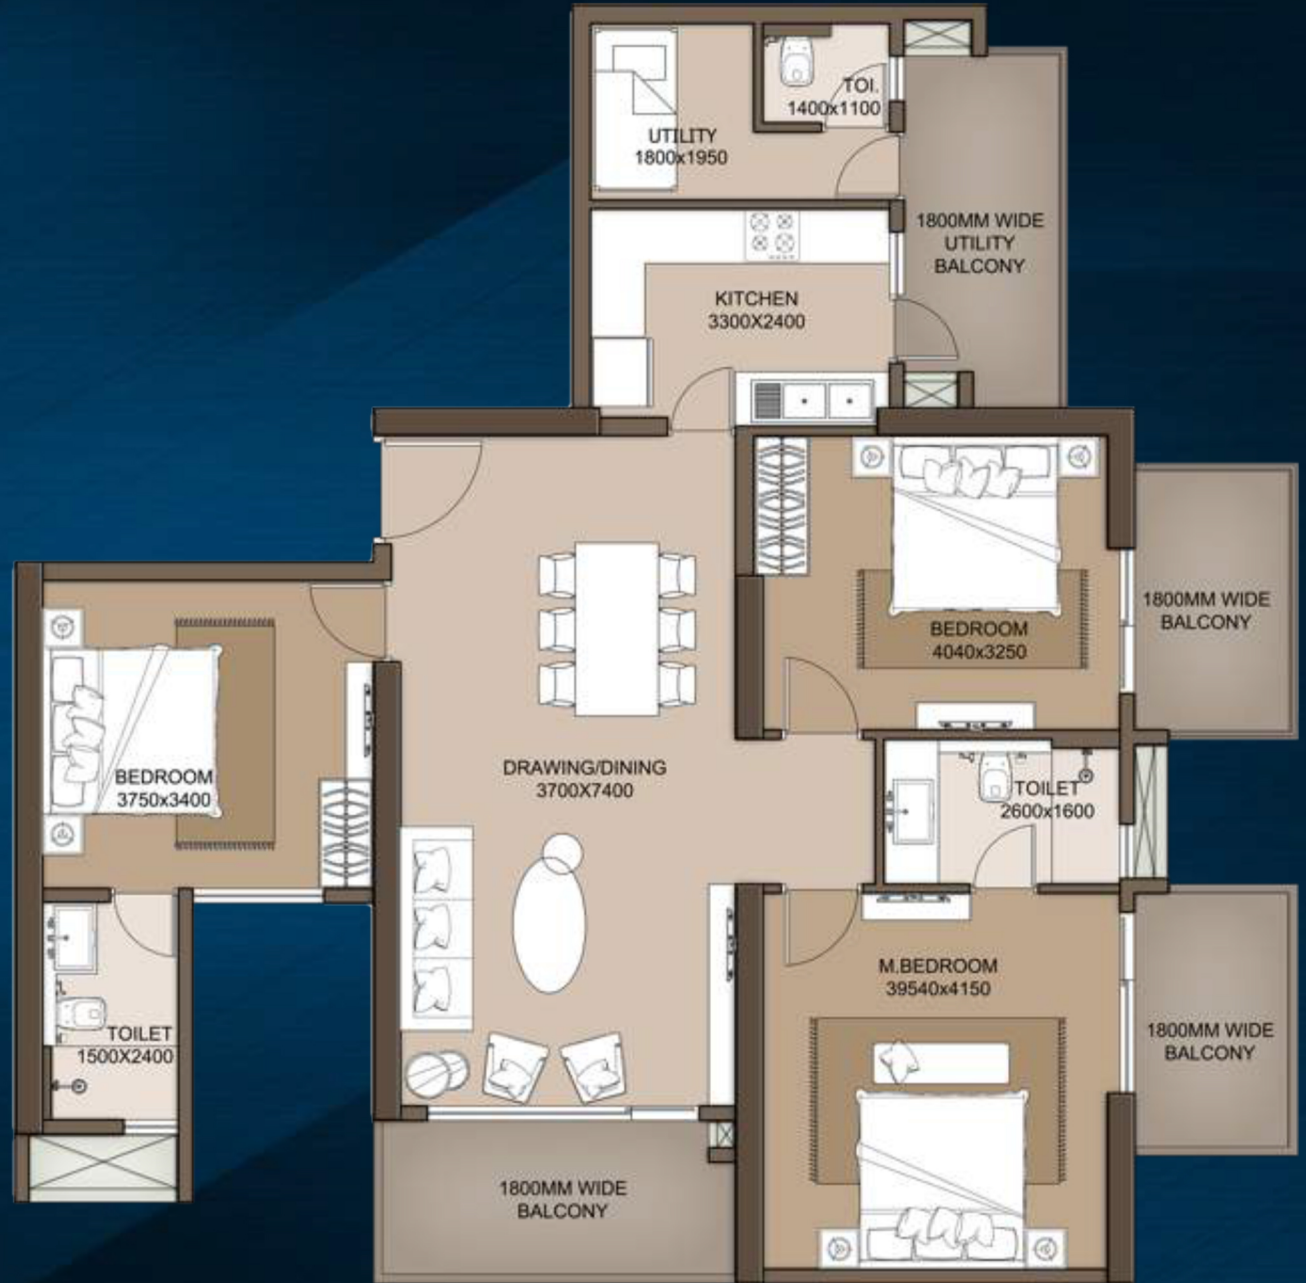 TOI.
1400x1100
UTILITY
1800x1950
1800MM WIDE
UTILITY
BALCONY
KITCHEN
3300X2400
1800MM WIDE
BALCONY
BEDROOM
4040x3250
DRAWING/DINING
3700X7400
BEDROOM
3750x3400
TOILET
2600x1600
M.BEDROOM
39540x4150
TOILET
1500X2400
1800MM WIDE
BALCONY
1800MM WIDE
BALCONY